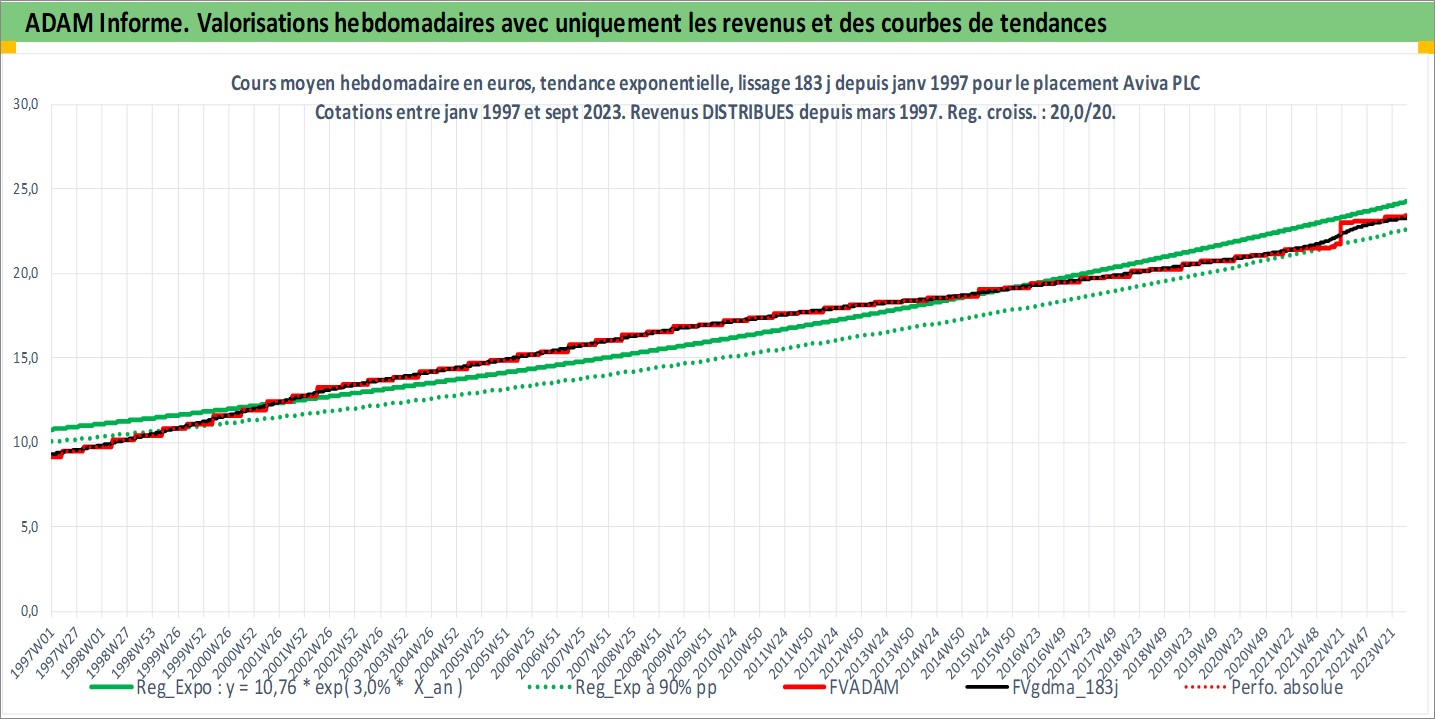 ADAM Informe. Valorisations hebdomadaires avec uniquement les revenus et des courbes de tendances
Cours moyen hebdomadaire en euros, tendance exponentielle, lissage 183 j depuis janv 1997 pour le placement Aviva PLC
Cotations entre janv 1997 et sept 2023. Revenus DISTRIBUES depuis mars 1997. Reg. croiss. : 20,0/20.
30,0
25,0
20,0
15,0
10,0
5,0
0,0
1997W01
1997W27
1998W01
1998W27
1998W53
1999W26
1999W52
2000W26
2000W52
2001W26
2001W52
2002W26
2002W52
2003W26
2003W52
2004W26
2004W52
2005W25
2005W51
2006W25
2006W51
2007W25
2007W51
2008W25
2008W51
2009W25
2009W51
2010W24
2010W50
2011W24
2011W50
2012W24
2012W50
2013W24
2013W50
2014W24
2014W50
2015W24
2015W50
2016W23
2016W49
2017W23
2017W49
2018W23
2018W49
2019W23
2019W49
2020W23
2020W49
2021W22
2021W48
2022W21
2022W47
2023W21
Reg_Expo : y = 10,76 * exp( 3,0% * X_an )
Reg_Exp à 90% pp
FVADAM
FVgdma_183j
Perfo. absolue